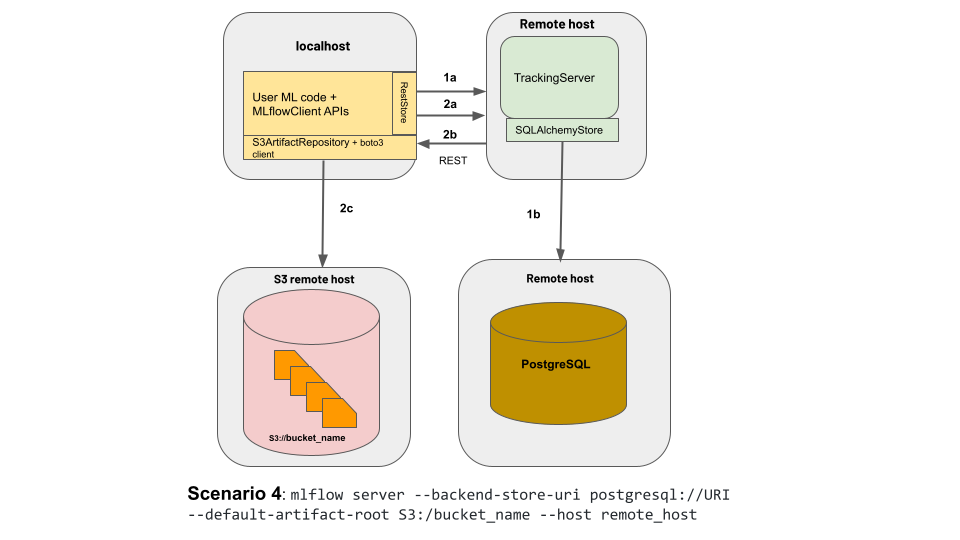 Remote host
localhost
1a
TrackingServer
User ML code +
MLflowClient APIs
RestStore
2a
SQLAlchemyStore
2b
S3ArtifactRepository + boto3
client
REST
2c
1b
S3 remote host
Remote host
PostgreSQL
S3://bucket_name
Scenario 4: mlflow server --backend-store-uri postgresql://URI
--default-artifact-root S3:/bucket_name --host remote_host